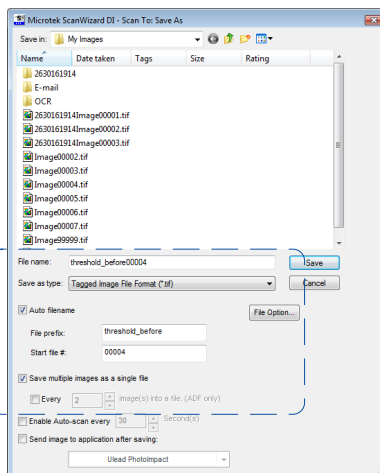 Microtek ScanWizard DI - Scan To: Save As
Save in: My Images
Name Date taken Tags Size Rating
2630161914
E-mail
OCR
2630161914Image00001.tif
2630161914Image00002.tif
2630161914Image00003.tif
Image00002.tif
Image00003.tif
Image00004.tif
Image00005.tif
Image00006.tif
Image00007.tif
Image99999.tif
File name: threshold_before00004 Save
Save as type: Tagged Image File Format (*.tif) Cancel
Auto filename File Option...
File prefix: threshold_before
Start file #: 00004
Save multiple images as a single file
Every 2 image(s) into a file. (ADF only)
Enable Auto-scan every 30 Second(s)
Send image to application after saving:
Ulead PhotoImpact